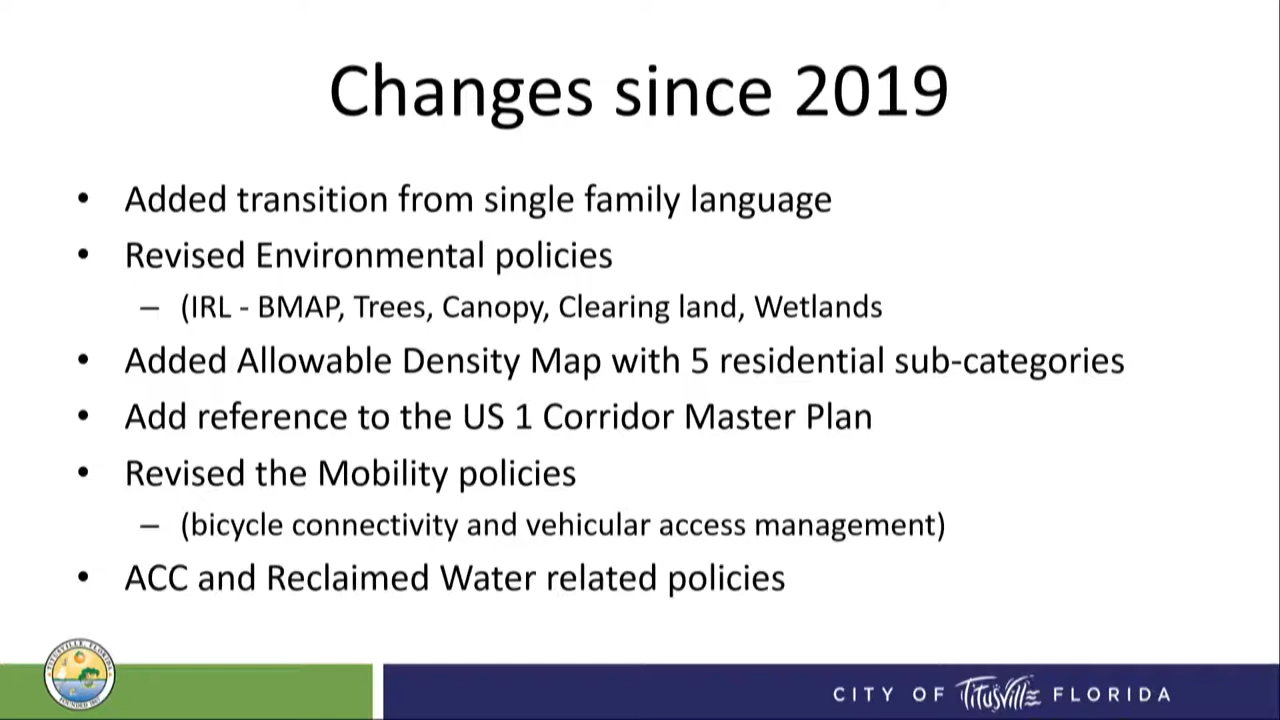 Changes since 2019
• Added transition from single family language
• Revised Environmental policies
– (IRL - BMAP, Trees, Canopy, Clearing land, Wetlands
• Added Allowable Density Map with 5 residential sub-categories
• Add reference to the US 1 Corridor Master Plan
• Revised the Mobility policies
– (bicycle connectivity and vehicular access management)
• ACC and Reclaimed Water related policies
TITUSVILLE, FLORIDA
CITY OF Titusville FLORIDA